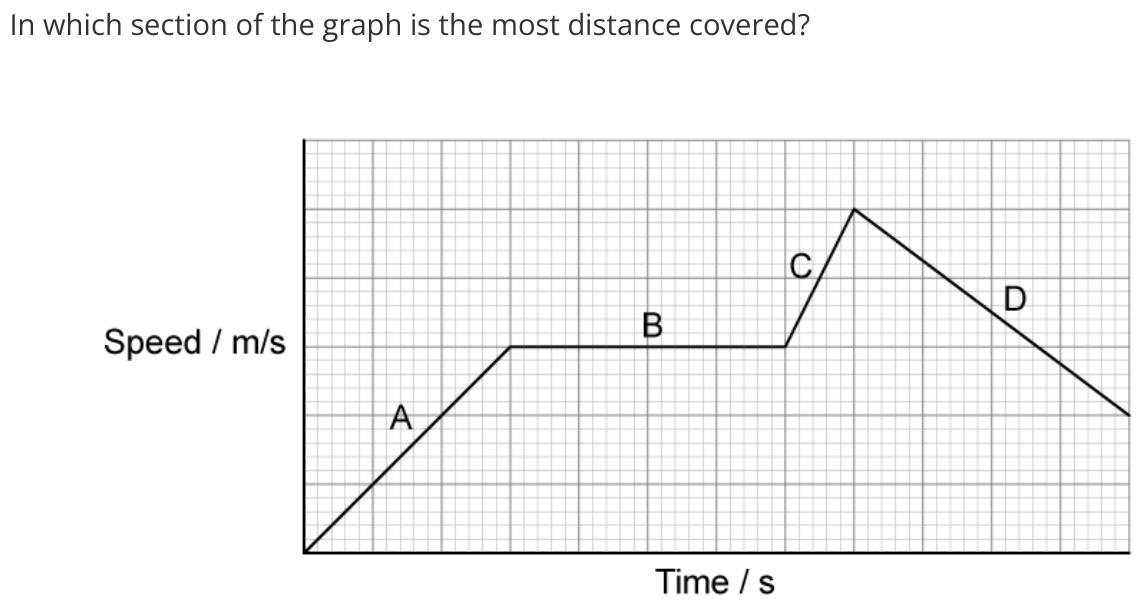 In which section of the graph is the most distance covered?
C
D
B
Speed / m/s
A
Time / s